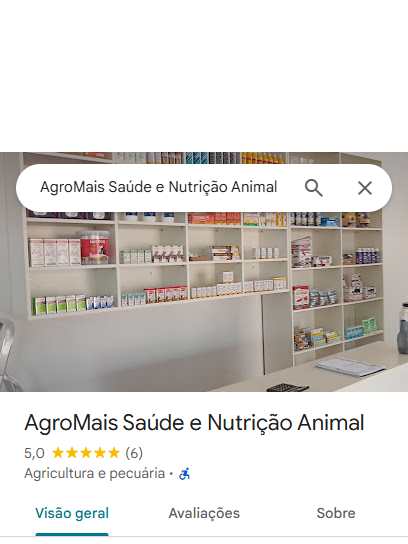 AgroMais Saúde e Nutrição Animal
AgroMais Saúde e Nutrição Animal
5,0 ★★★★★ (6)
Agricultura e pecuária ·
Visão geral
Avaliações
Sobre